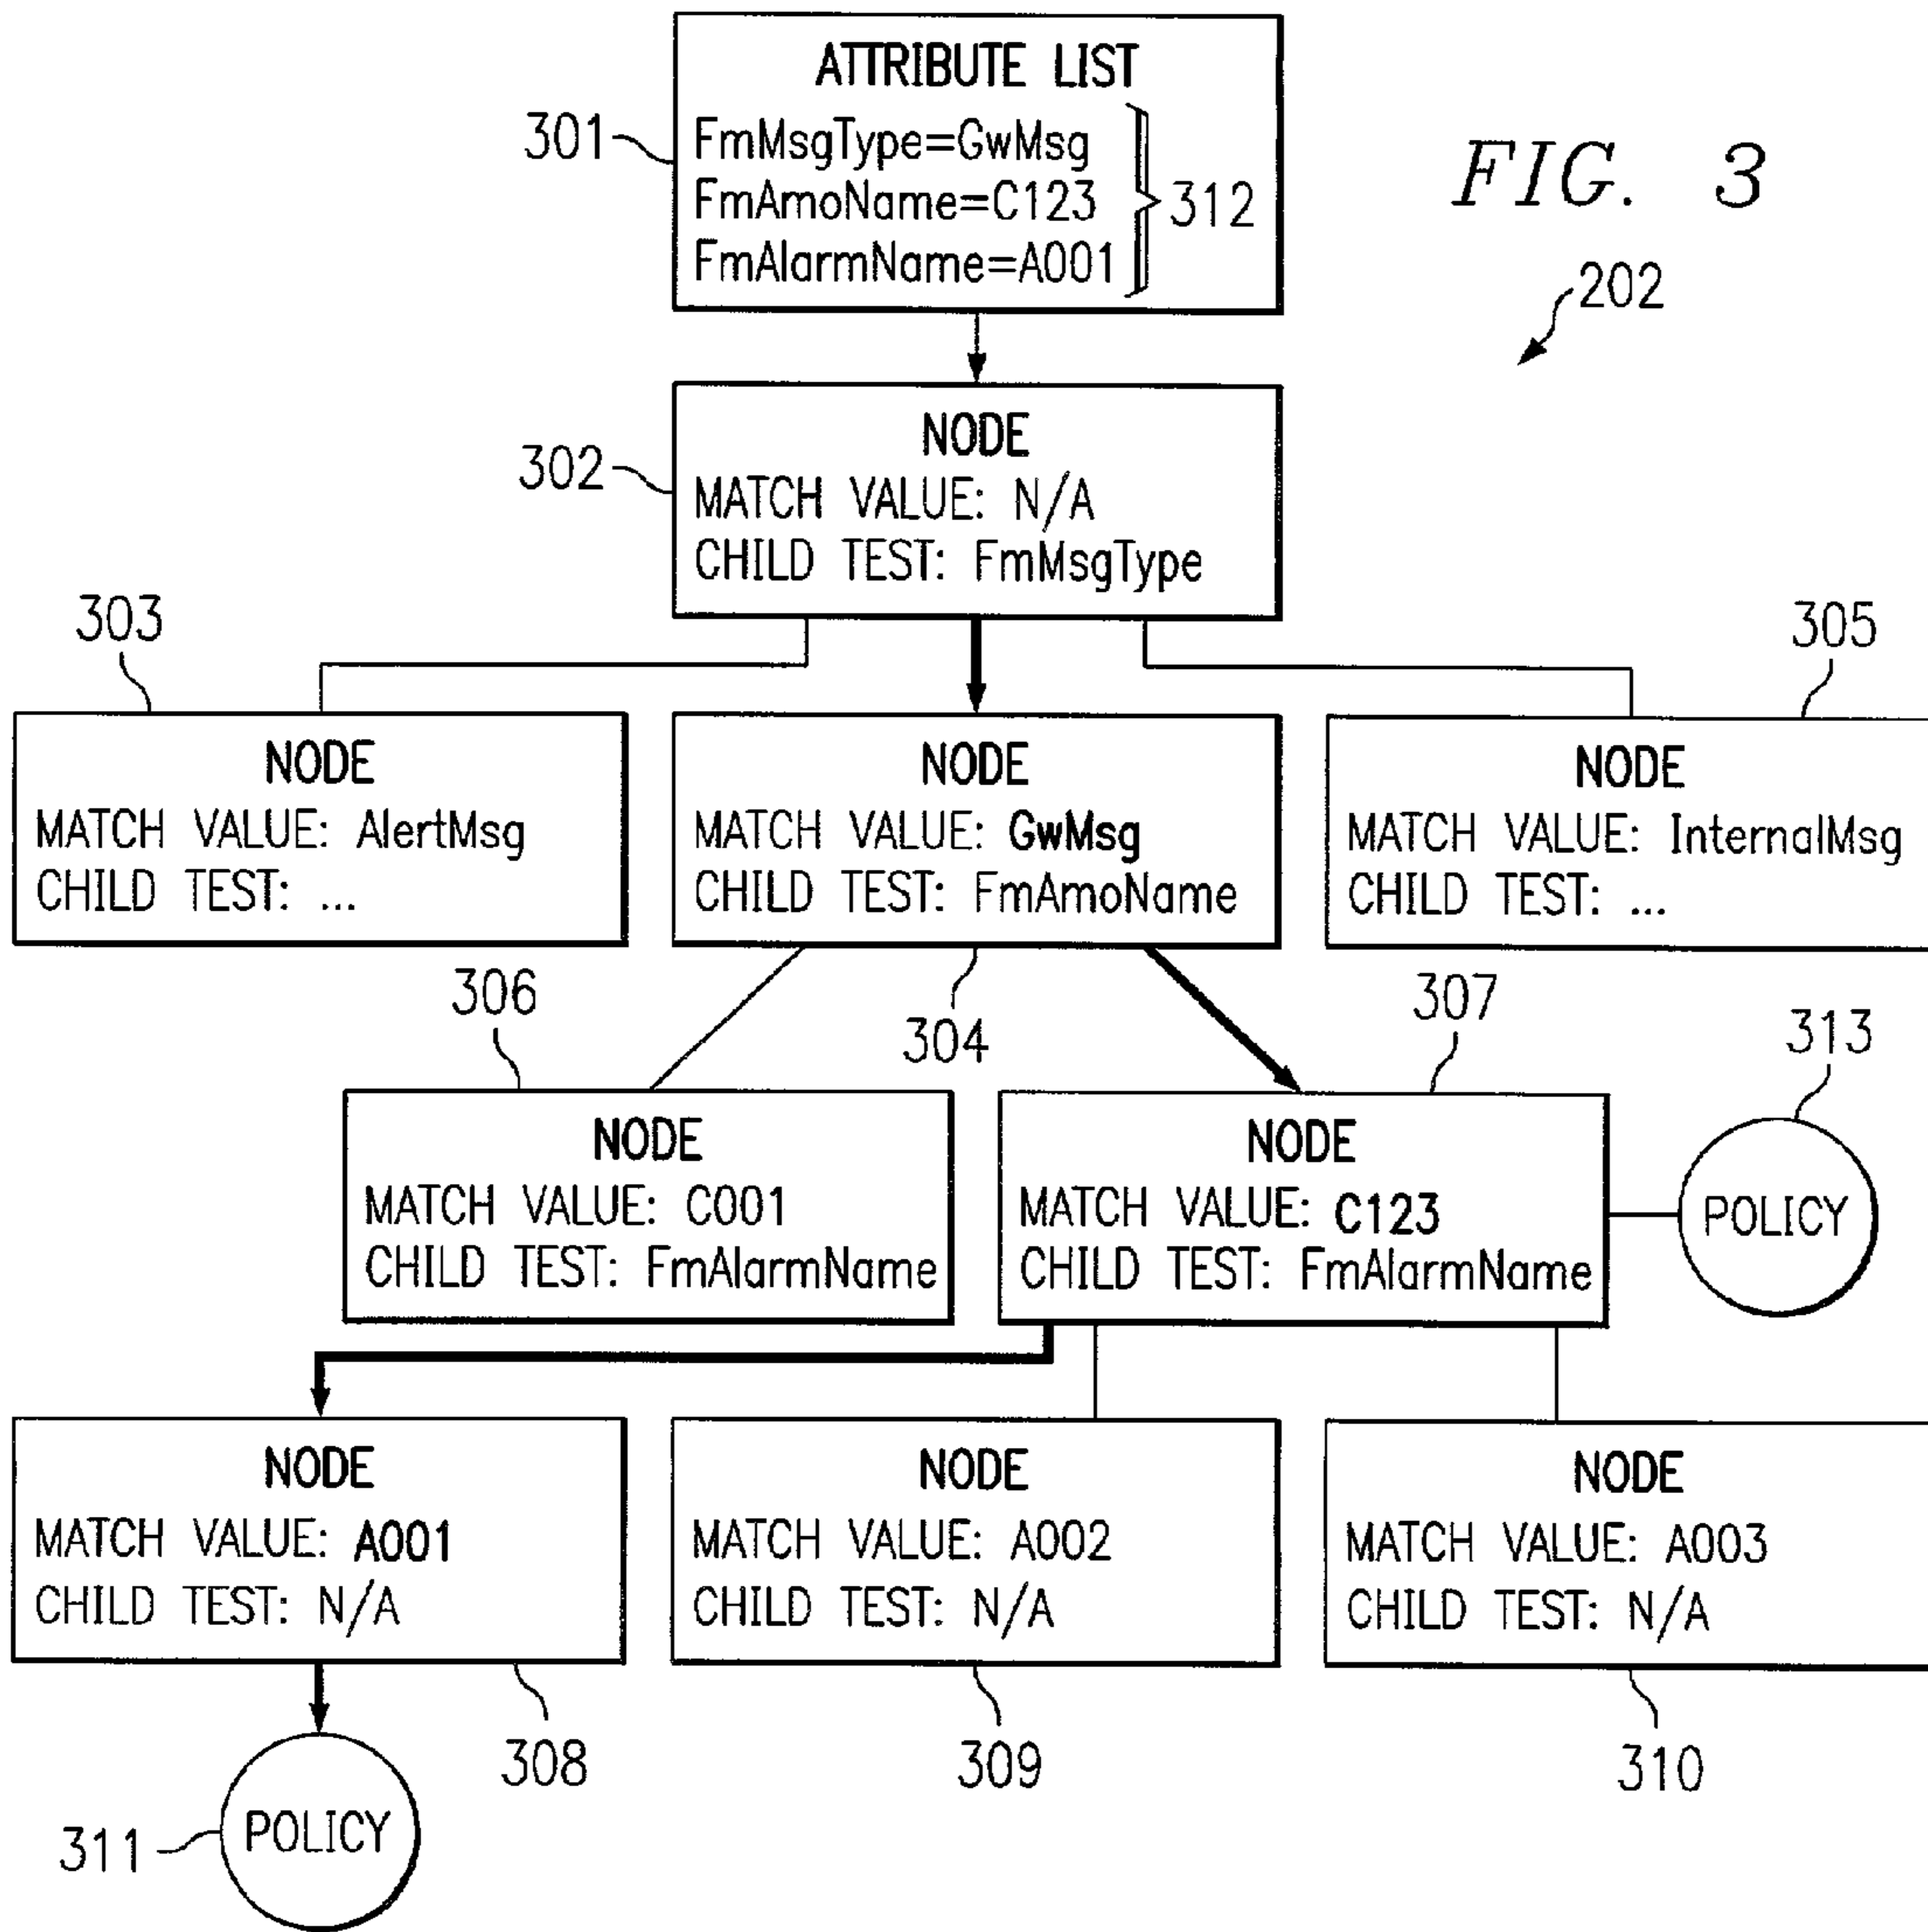 ATTRIBUTE LIST
301
FmMsgType=GwMsg
FmAmoName=C123
312
FmAlarmName=A001
FIG. 3
202
302
NODE
MATCH VALUE: N/A
CHILD TEST: FmMsgType
303
305
NODE
MATCH VALUE: AlertMsg
CHILD TEST: ...
NODE
MATCH VALUE: GwMsg
CHILD TEST: FmAmoName
NODE
MATCH VALUE: InternalMsg
CHILD TEST: ...
306
304
307
313
NODE
MATCH VALUE: C001
CHILD TEST: FmAlarmName
NODE
MATCH VALUE: C123
CHILD TEST: FmAlarmName
POLICY
NODE
MATCH VALUE: A001
CHILD TEST: N/A
NODE
MATCH VALUE: A002
CHILD TEST: N/A
NODE
MATCH VALUE: A003
CHILD TEST: N/A
308
309
310
311
POLICY